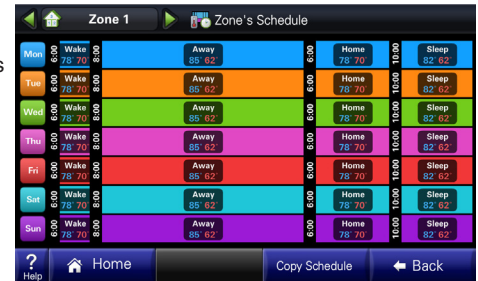 Zone 1 Zone's Schedule
s
Mon 6:00 Wake 78° 70° 8:00 Away 85° 62° 6:00 Home 78° 70° 10:00 Sleep 82° 62°
Tue 6:00 Wake 78° 70° 8:00 Away 85° 62° 6:00 Home 78° 70° 10:00 Sleep 82° 62°
Wed 6:00 Wake 78° 70° 8:00 Away 85° 62° 6:00 Home 78° 70° 10:00 Sleep 82° 62°
Thu 6:00 Wake 78° 70° 8:00 Away 85° 62° 6:00 Home 78° 70° 10:00 Sleep 82° 62°
Fri 6:00 Wake 78° 70° 8:00 Away 85° 62° 6:00 Home 78° 70° 10:00 Sleep 82° 62°
Sat 6:00 Wake 78° 70° 8:00 Away 85° 62° 6:00 Home 78° 70° 10:00 Sleep 82° 62°
Sun 6:00 Wake 78° 70° 8:00 Away 85° 62° 6:00 Home 78° 70° 10:00 Sleep 82° 62°
? Help Home Copy Schedule Back